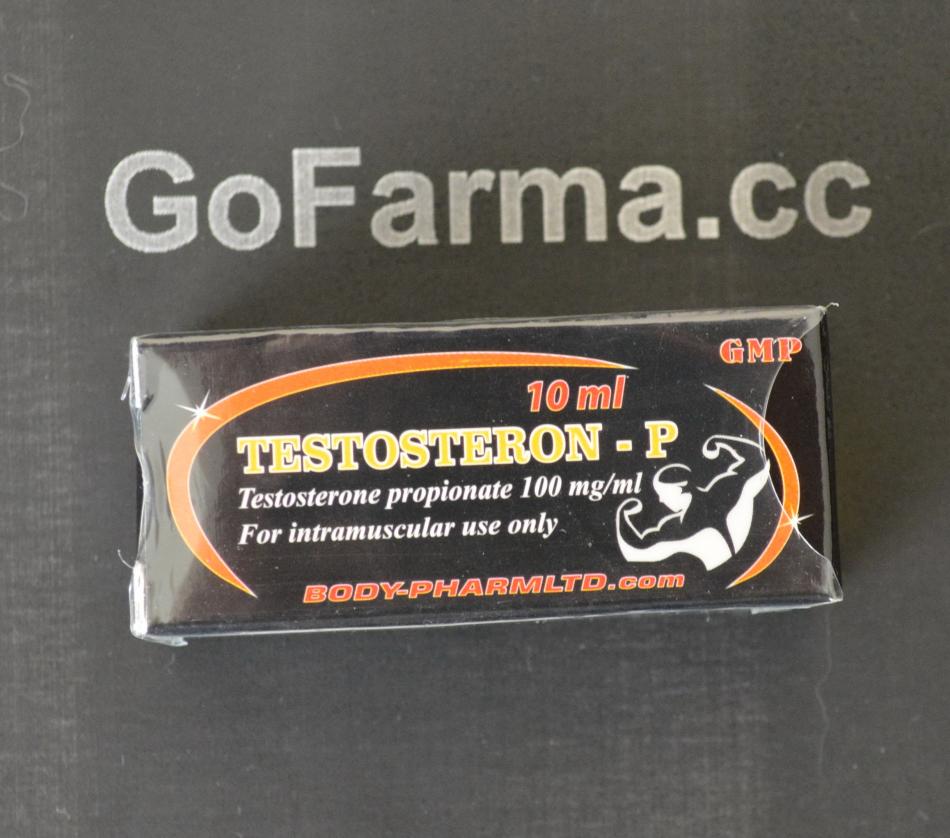 GoFarma.cc
GMP
10 ml
TESTOSTERON - P
Testosterone propionate 100 mg/ml
For intramuscular use only
BODY-PHARMLTD.com